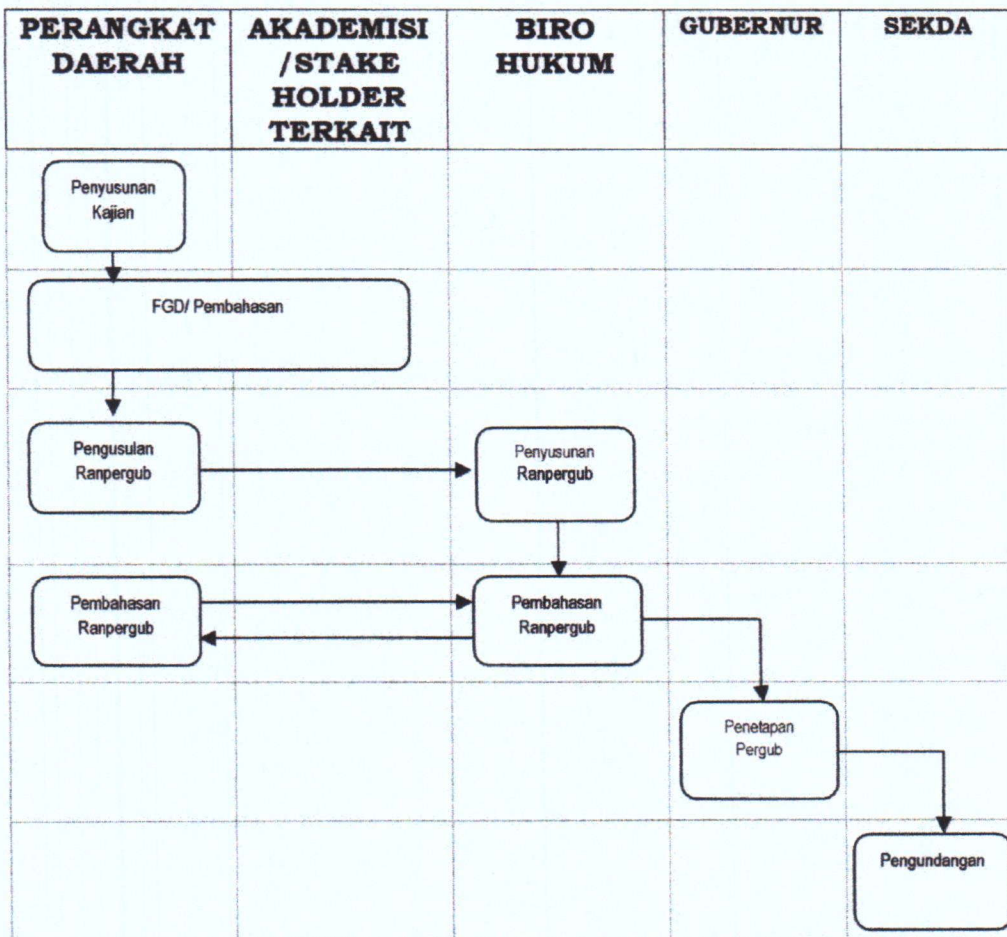 PERANGKAT
DAERAH
AKADEMISI
/STAKE
HOLDER
TERKAIT
BIRO
HUKUM
GUBERNUR
SEKDA
Penyusunan
Kajian
FGD/ Pembahasan
Pengusulan
Ranpergub
Penyusunan
Ranpergub
Pembahasan
Ranpergub
Pembahasan
Ranpergub
Penetapan
Pergub
Pengundangan